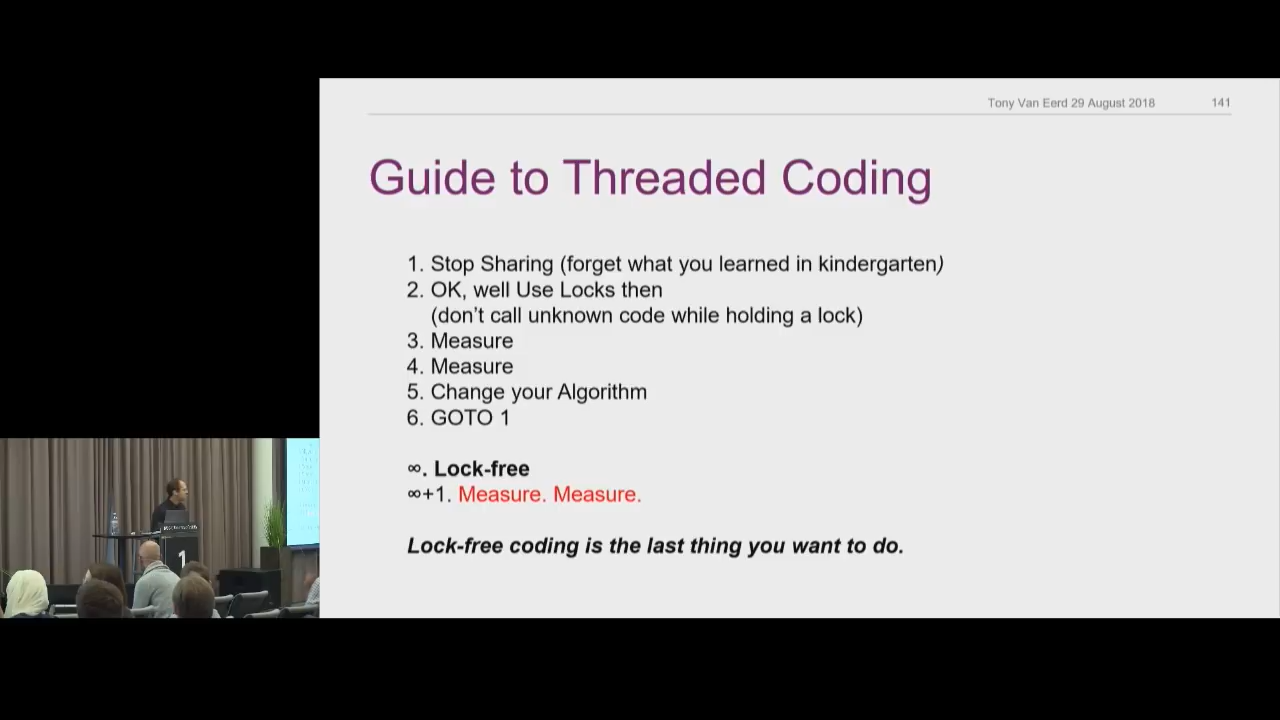 Tony Van Eerd 29 August 2018 141
Guide to Threaded Coding
1. Stop Sharing (forget what you learned in kindergarten)
2. OK, well Use Locks then
(don't call unknown code while holding a lock)
3. Measure
4. Measure
5. Change your Algorithm
6. GOTO 1
∞. Lock-free
∞+1. Measure. Measure.
Lock-free coding is the last thing you want to do.
1